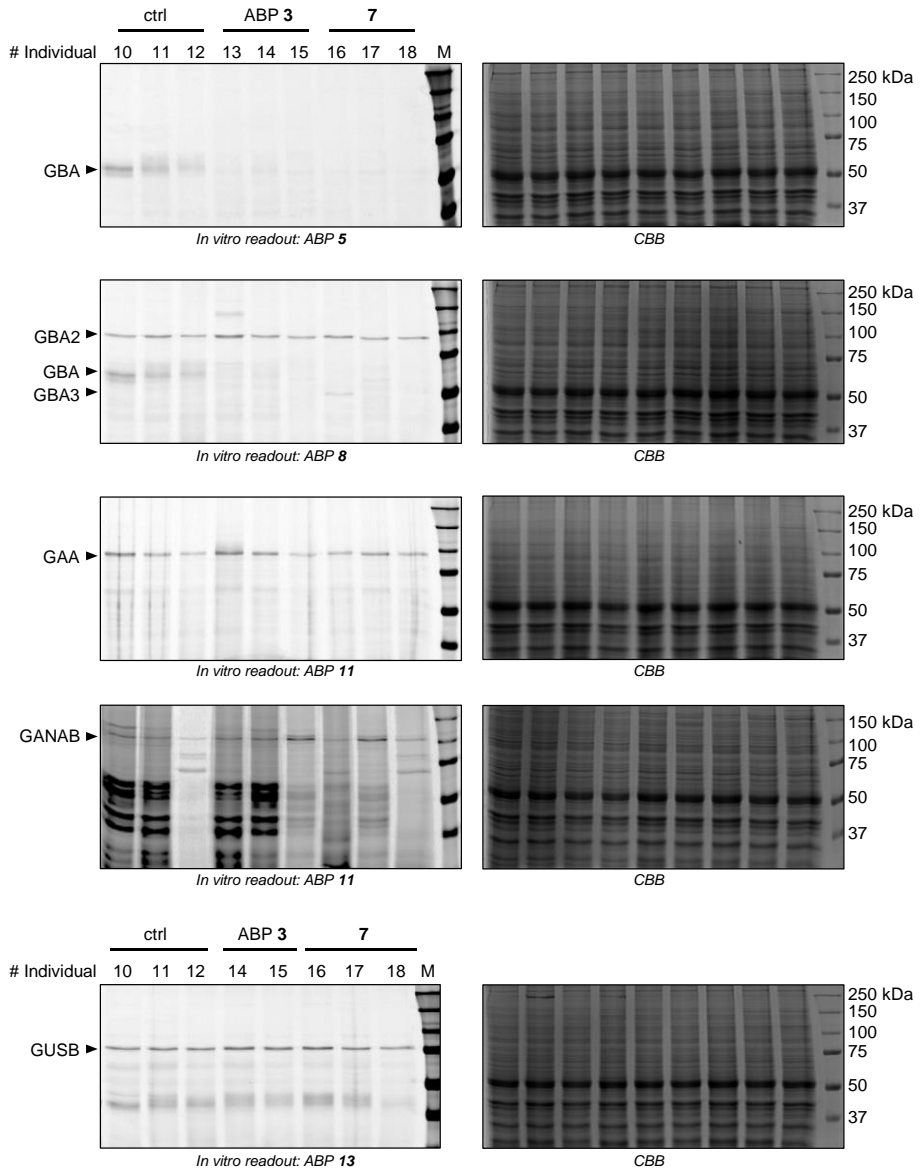 ctrl ABP 3 7
# Individual 10 11 12 13 14 15 16 17 18 M
250 kDa
150
100
75
GBA ► 50
37
In vitro readout: ABP 5 CBB
250 kDa
150
GBA2 ► 100
75
GBA ►
GBA3 ► 50
37
In vitro readout: ABP 8 CBB
250 kDa
150
GAA ► 100
75
50
37
In vitro readout: ABP 11 CBB
150 kDa
GANAB ► 100
75
50
37
In vitro readout: ABP 11 CBB
ctrl ABP 3 7
# Individual 10 11 12 14 15 16 17 18 M
250 kDa
150
100
GUSB ► 75
50
37
In vitro readout: ABP 13 CBB